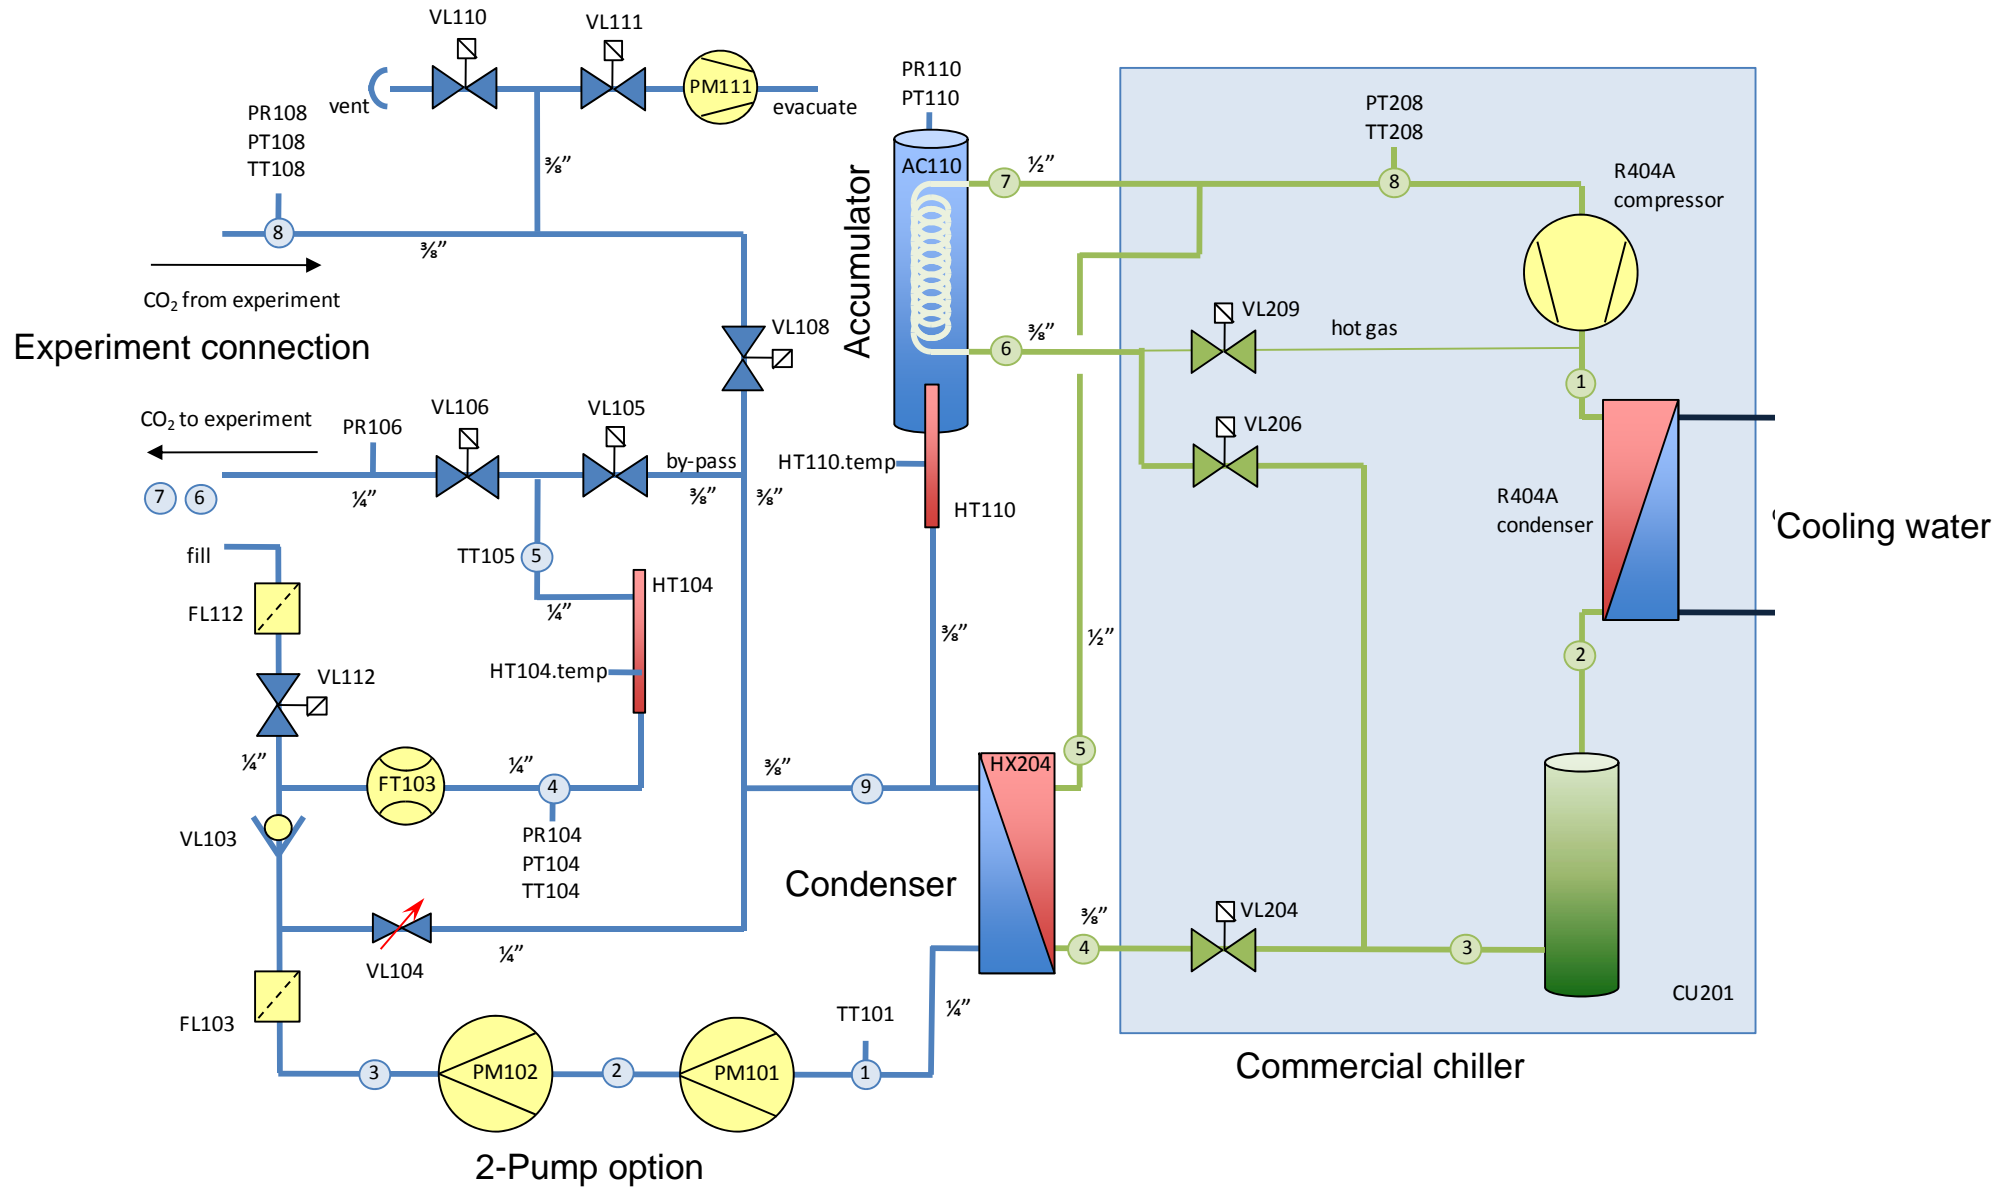 VL110
VL111
PM111
vent
evacuate
PR108
PT108
TT108
⅜”
8
⅜”
CO2 from experiment
Experiment connection
VL108
CO2 to experiment
PR106
VL106
VL105
by-pass
¼”
⅜”
⅜”
7
6
fill
TT105
5
FL112
¼”
HT104
HT104.temp
VL112
¼”
FT103
¼”
4
PR104
PT104
TT104
VL103
VL104
¼”
FL103
3
PM102
2
PM101
TT101
1
¼”
2-Pump option
PR110
PT110
AC110
Accumulator
7
½”
6
⅜”
HT110.temp
HT110
⅜”
⅜”
9
HX204
Condenser
5
½”
4
⅜”
PT208
TT208
8
R404A
compressor
VL209
hot gas
1
VL206
R404A
condenser
Cooling water
2
VL204
3
CU201
Commercial chiller